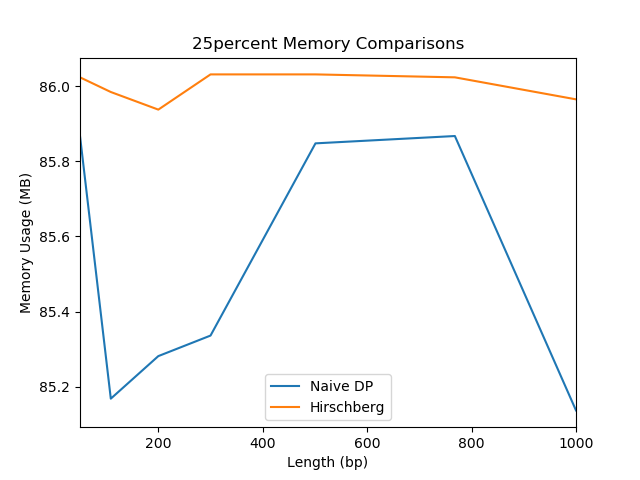 25percent Memory Comparisons
Memory Usage (MB)
86.0
85.8
85.6
85.4
85.2
Naive DP
Hirschberg
200
400
600
800
1000
Length (bp)